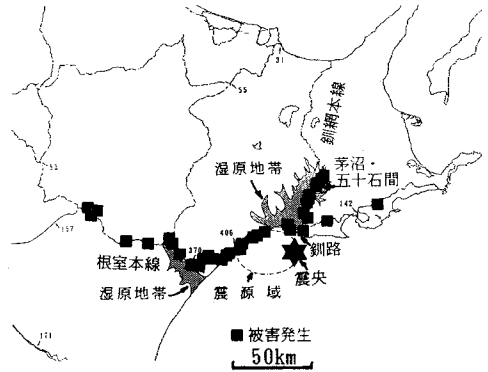 31
55
釧網本線
湿原地帯
茅沼・
五十石間
53
142
157
406
釧路
根室本線
370
震央
湿原地帯
震源域
■ 被害発生
50km